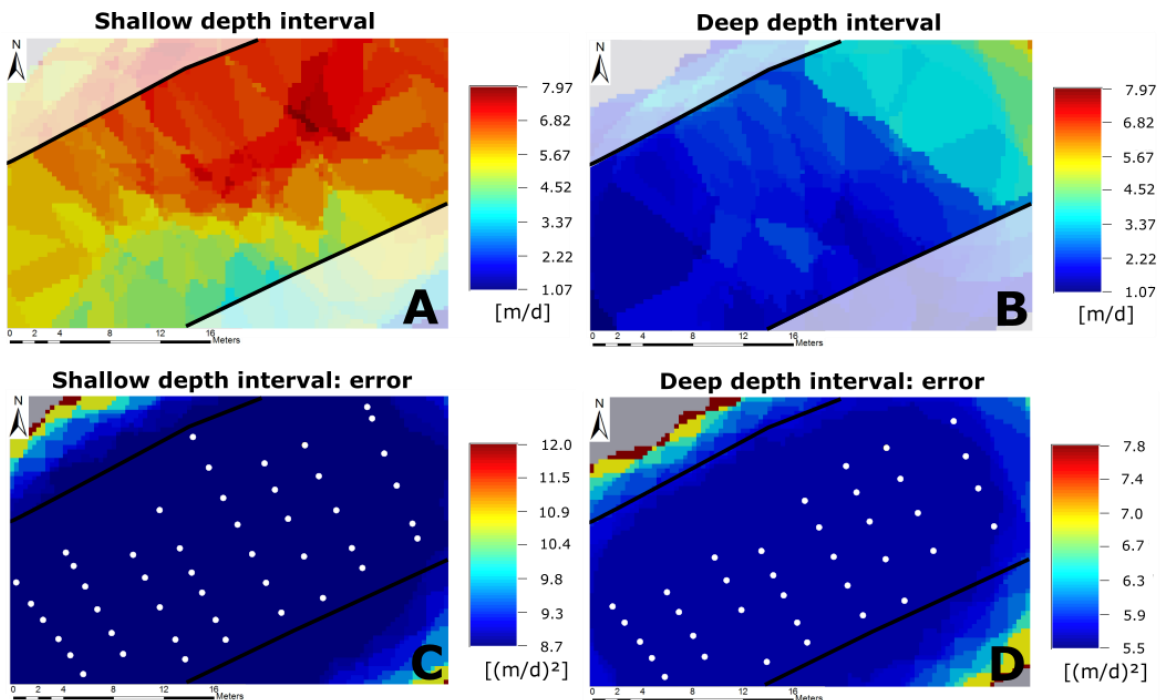 Shallow depth interval
Deep depth interval
N
N
7.97
6.82
5.67
4.52
3.37
2.22
1.07
[m/d]
7.97
6.82
5.67
4.52
3.37
2.22
1.07
[m/d]
A
B
0 2 4 8 12 16
Meters
0 2 4 8 12 16
Meters
Shallow depth interval: error
Deep depth interval: error
N
N
12.0
11.5
10.9
10.4
9.8
9.3
8.7
[(m/d)²]
7.8
7.4
7.0
6.7
6.3
5.9
5.5
[(m/d)²]
C
D
0 2 4 8 12 16
Meters
0 2 4 8 12 16
Meters